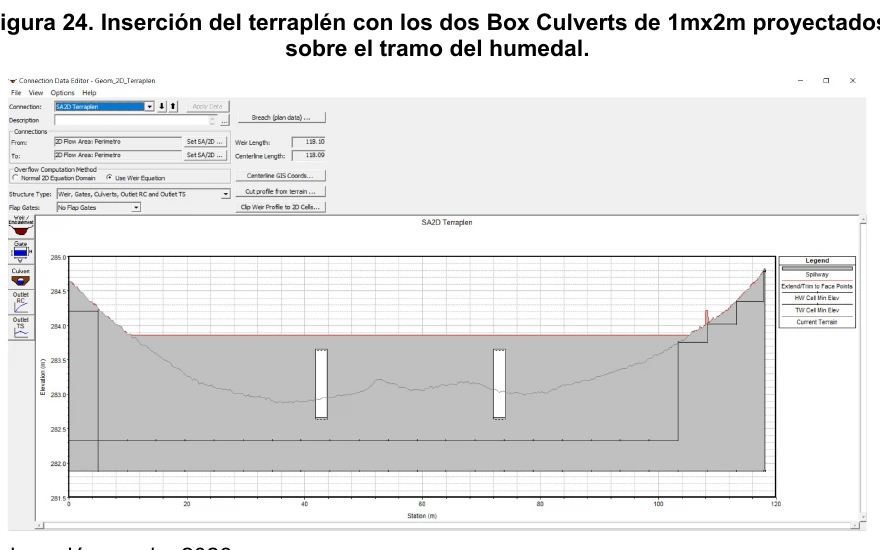 igura 24. Inserción del terraplén con los dos Box Culverts de 1mx2m proyectados
sobre el tramo del humedal.
Connection Data Editor - Geom_2D_Terraplen
File View Options Help
Connection: SA2D Terraplen Apply Data
Description ... Breach (plan data) ...
Connections
From: 2D Flow Area: Perimetro Set SA/2D ... Weir Length: 118.10
To: 2D Flow Area: Perimetro Set SA/2D ... Centerline Length: 118.09
Overflow Computation Method
Normal 2D Equation Domain Use Weir Equation Centerline GIS Coords...
Structure Type: Weir, Gates, Culverts, Outlet RC and Outlet TS Cut profile from terrain ...
Flap Gates: No Flap Gates Clip Weir Profile to 2D Cells...
Weir /
Embankment
Gate
Culvert
Outlet
RC
Outlet
TS
SA2D Terraplen
285.0
284.5
284.0
283.5
283.0
282.5
282.0
281.5
Elevation (m)
0 20 40 60 80 100 120
Station (m)
Legend
Spillway
Extend/Trim to Face Points
HW Cell Min Elev
TW Cell Min Elev
Current Terrain